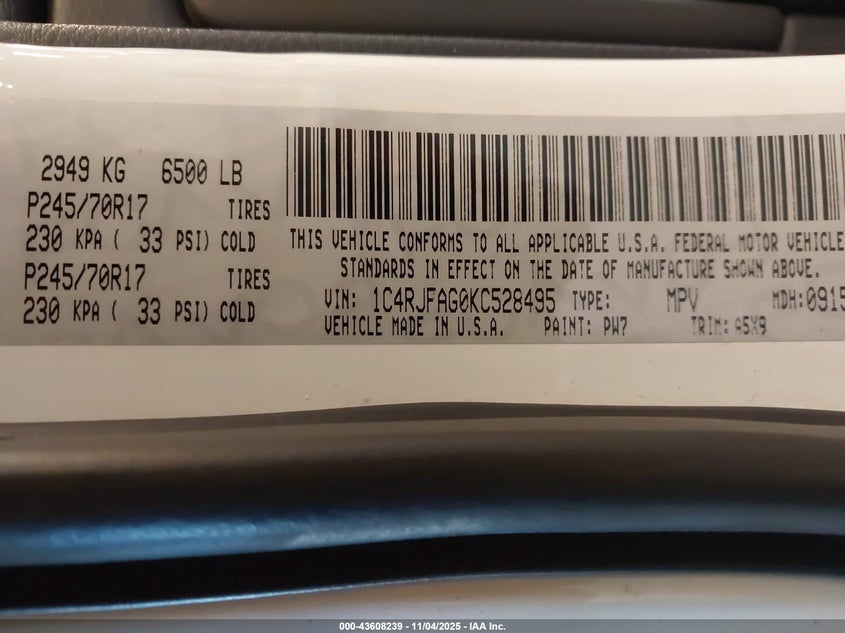 2949 KG 6500 LB
P245/70R17 TIRES
230 KPA ( 33 PSI) COLD
P245/70R17 TIRES
230 KPA ( 33 PSI) COLD
THIS VEHICLE CONFORMS TO ALL APPLICABLE U.S.A. FEDERAL MOTOR VEHICLE
STANDARDS IN EFFECT ON THE DATE OF MANUFACTURE SHOWN ABOVE.
VIN: 1C4RJFAG0KC528495 TYPE: MPV MDH:0915
VEHICLE MADE IN U.S.A. PAINT: PW7 TRIM: A5X9
000-43608239 - 11/04/2025 - IAA Inc.